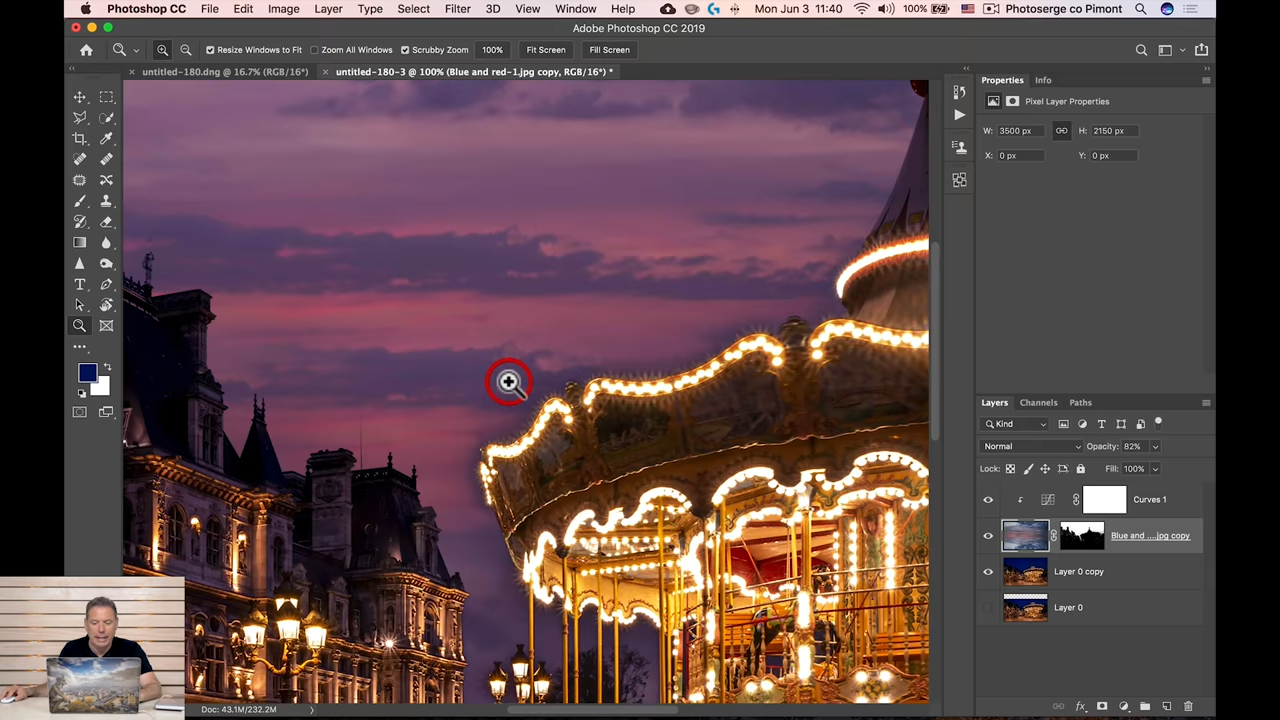 Photoshop CC File Edit Image Layer Type Select Filter 3D View Window Help 100% Mon Jun 3 11:40 Photoserge co Pimont
Adobe Photoshop CC 2019
Resize Windows to Fit Zoom All Windows Scrubby Zoom 100% Fit Screen Fill Screen
untitled-180.dng @ 16.7% (RGB/16*) untitled-180-3 @ 100% (Blue and red-1.jpg copy, RGB/16*) *
Properties Info
Pixel Layer Properties
W: 3500 px H: 2150 px
X: 0 px Y: 0 px
Layers Channels Paths
Kind
Normal Opacity: 82%
Lock: Fill: 100%
Curves 1
Blue and ....jpg copy
Layer 0 copy
Layer 0
Doc: 43.1M/232.2M